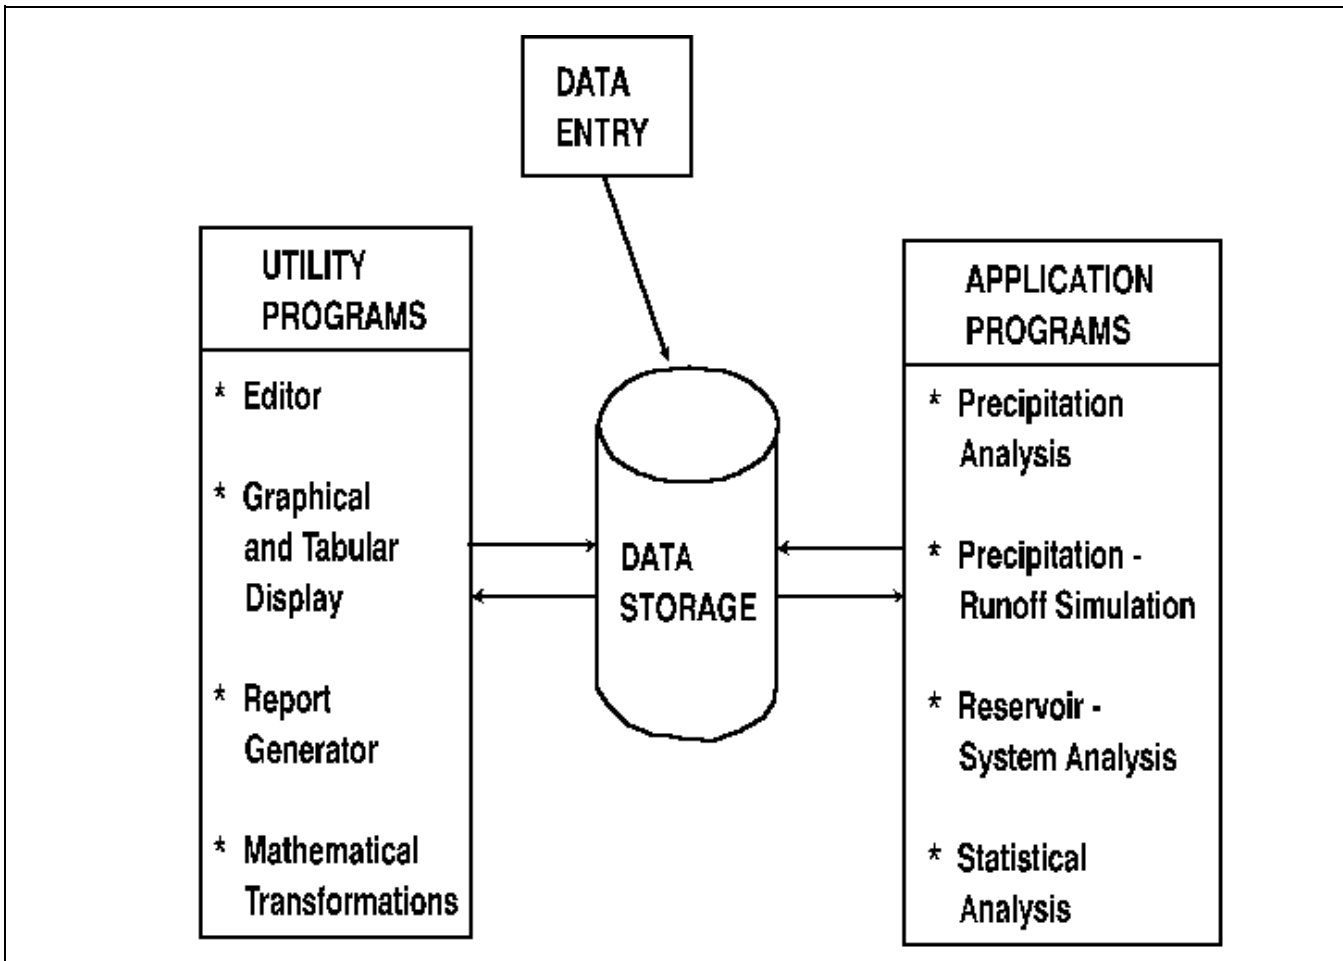 DATA
ENTRY
UTILITY
PROGRAMS
* Editor
* Graphical
and Tabular
Display
* Report
Generator
* Mathematical
Transformations
DATA
STORAGE
APPLICATION
PROGRAMS
* Precipitation
Analysis
* Precipitation -
Runoff Simulation
* Reservoir -
System Analysis
* Statistical
Analysis